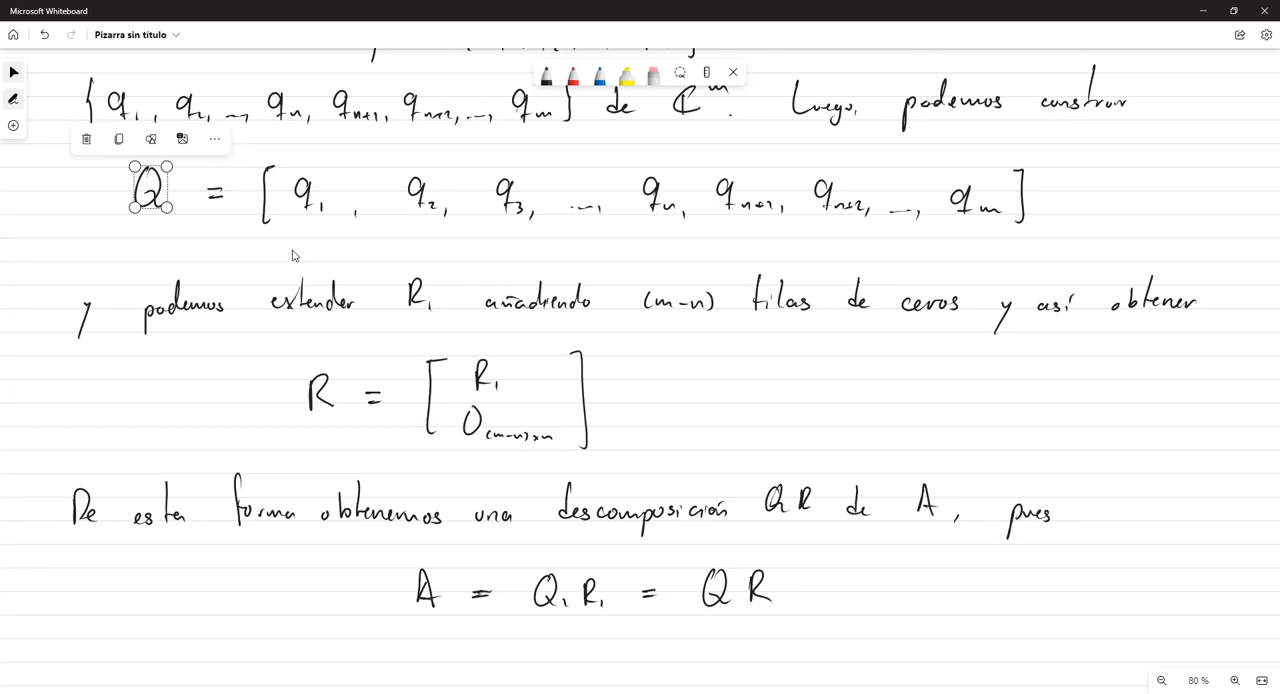 Microsoft Whiteboard
Pizarra sin título
{q₁, q₂, ..., qₙ, qₙ₊₁, qₙ₊₂, ..., qₘ} de ℂᵐ. Luego, podemos construir
Q = [q₁, q₂, q₃, ..., qₙ, qₙ₊₁, qₙ₊₂, ..., qₘ]
y podemos extender R₁ añadiendo (m-n) filas de ceros y así obtener
R = [R₁
0₍ₘ₋ₙ₎ₓₙ]
De esta forma obtenemos una descomposición QR de A, pues
A = Q₁R₁ = QR
80 %